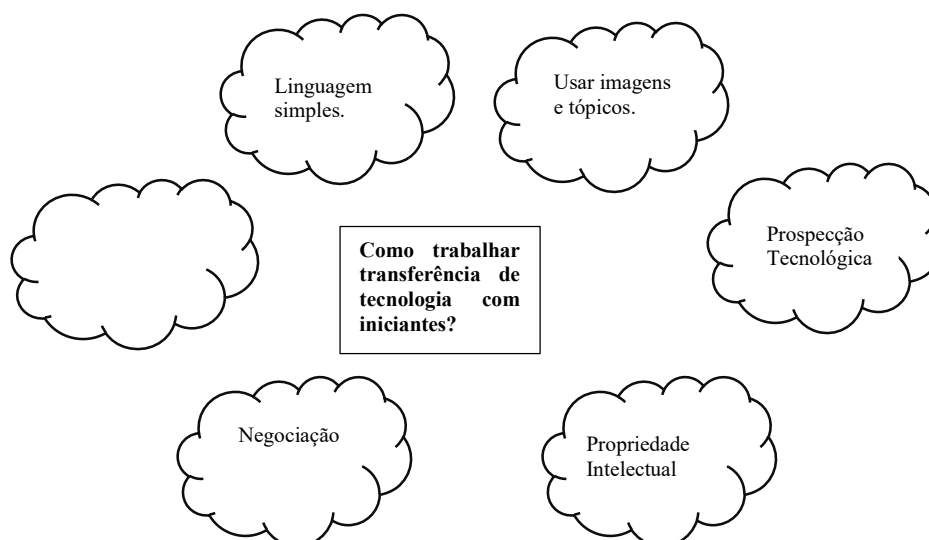 Linguagem
simples.
Usar imagens
e tópicos.
Prospecção
Tecnológica
Como trabalhar
transferência de
tecnologia com
iniciantes?
Negociação
Propriedade
Intelectual